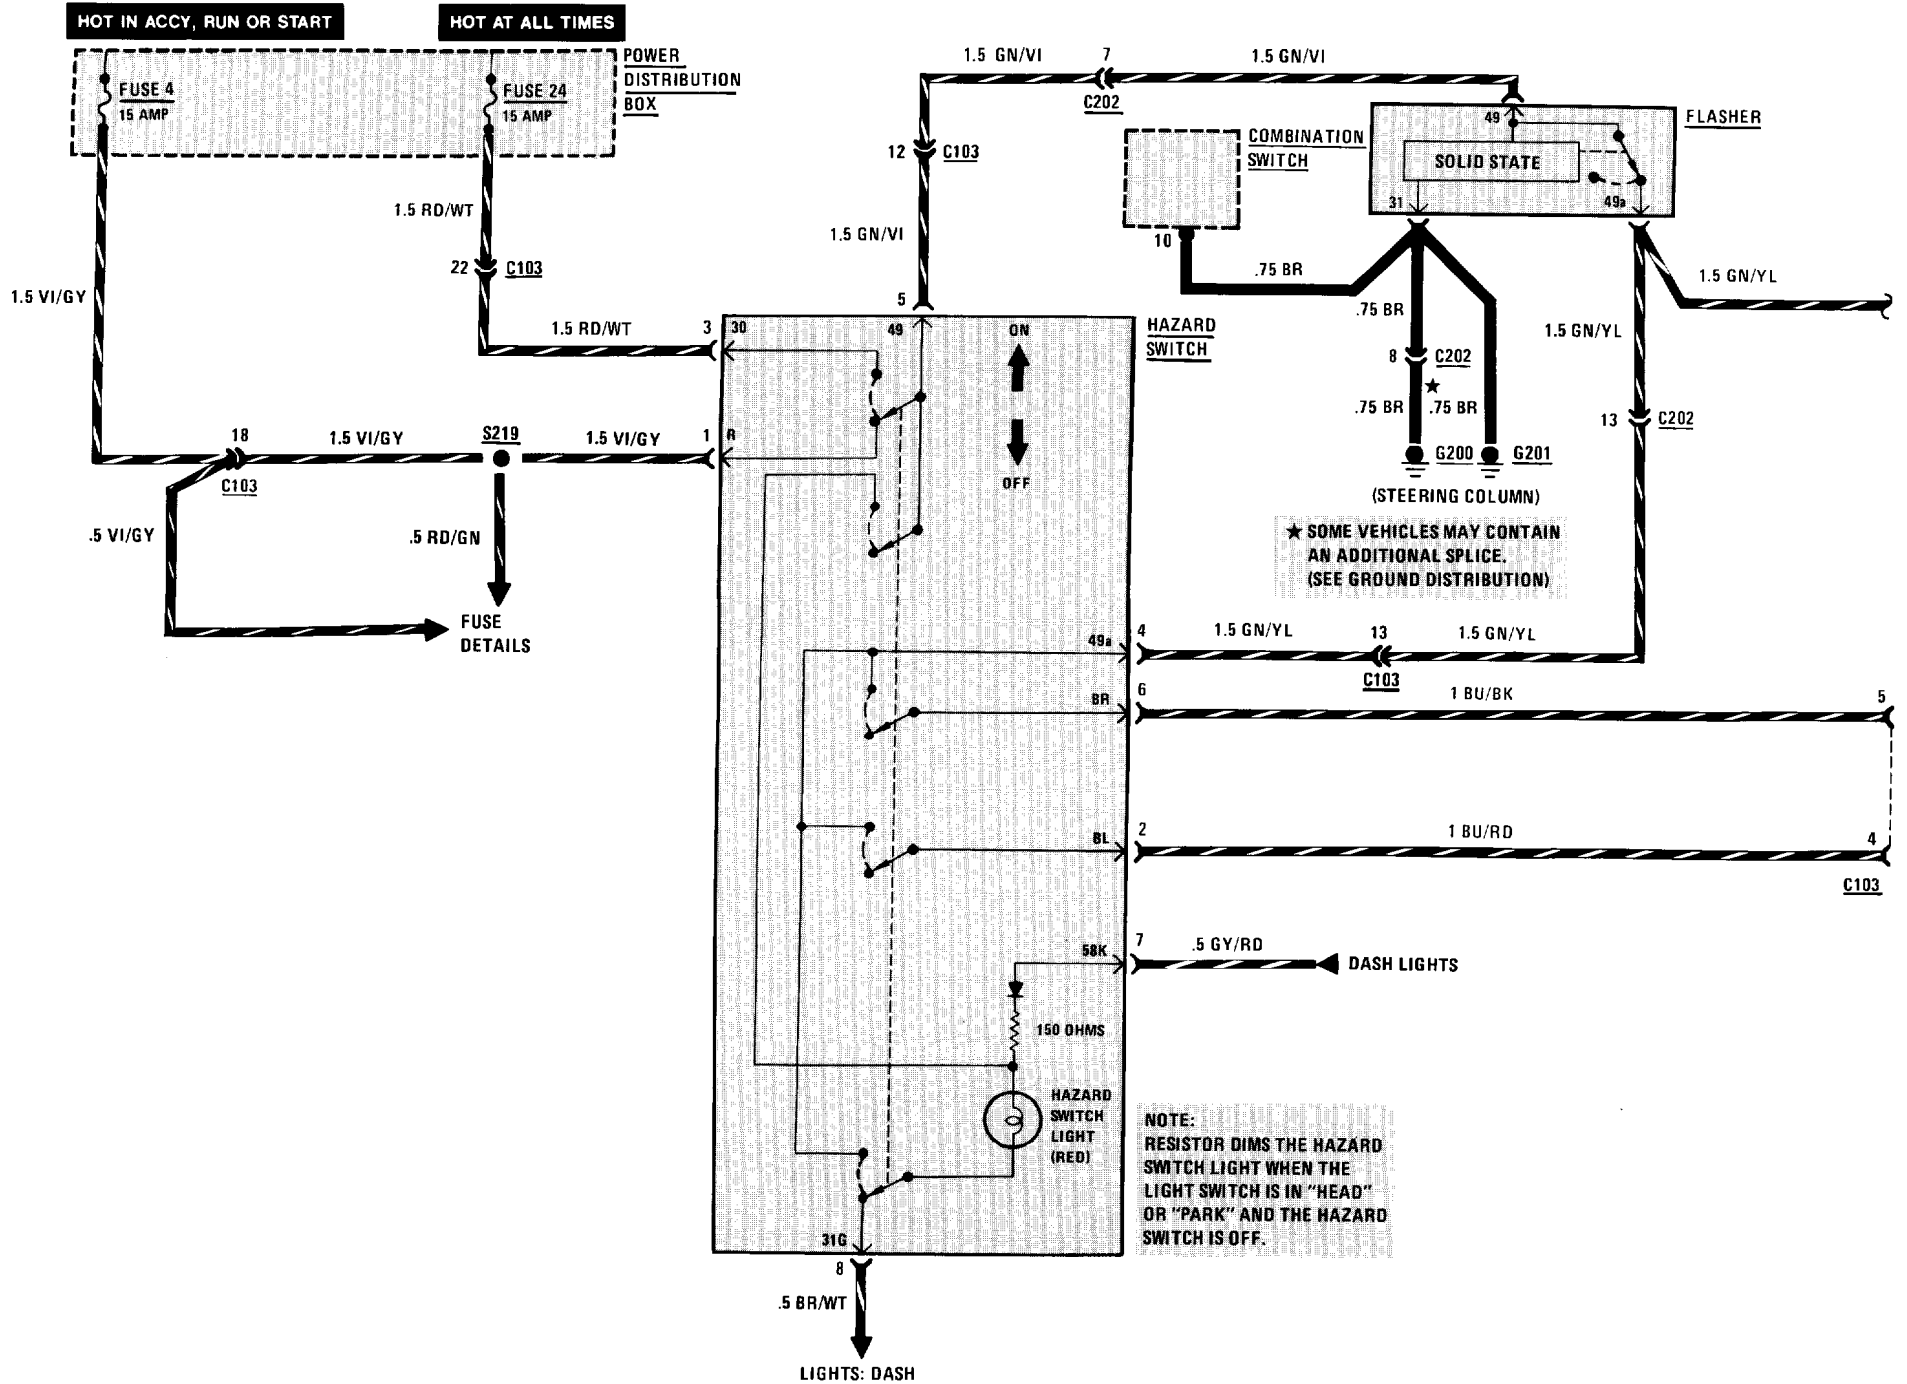 HOT IN ACCY, RUN OR START
HOT AT ALL TIMES
POWER
DISTRIBUTION
BOX
FUSE 4
15 AMP
FUSE 24
15 AMP
1.5 GN/VI
7
1.5 GN/VI
C202
FLASHER
49
COMBINATION
SWITCH
SOLID STATE
12
C103
31
49a
1.5 RD/WT
1.5 GN/VI
10
.75 BR
1.5 GN/YL
22
C103
1.5 VI/GY
5
.75 BR
1.5 GN/YL
1.5 RD/WT
3
30
49
ON
HAZARD
SWITCH
8
C202
.75 BR
.75 BR
13
C202
18
1.5 VI/GY
S219
1.5 VI/GY
1
R
OFF
G200
G201
C103
(STEERING COLUMN)
.5 VI/GY
.5 RD/GN
★ SOME VEHICLES MAY CONTAIN
AN ADDITIONAL SPLICE.
(SEE GROUND DISTRIBUTION)
FUSE
DETAILS
49a
4
1.5 GN/YL
13
1.5 GN/YL
C103
BR
6
1 BU/BK
5
BL
2
1 BU/RD
4
C103
58K
7
.5 GY/RD
DASH LIGHTS
150 OHMS
HAZARD
SWITCH
LIGHT
(RED)
NOTE:
RESISTOR DIMS THE HAZARD
SWITCH LIGHT WHEN THE
LIGHT SWITCH IS IN "HEAD"
OR "PARK" AND THE HAZARD
SWITCH IS OFF.
31G
8
.5 BR/WT
LIGHTS: DASH